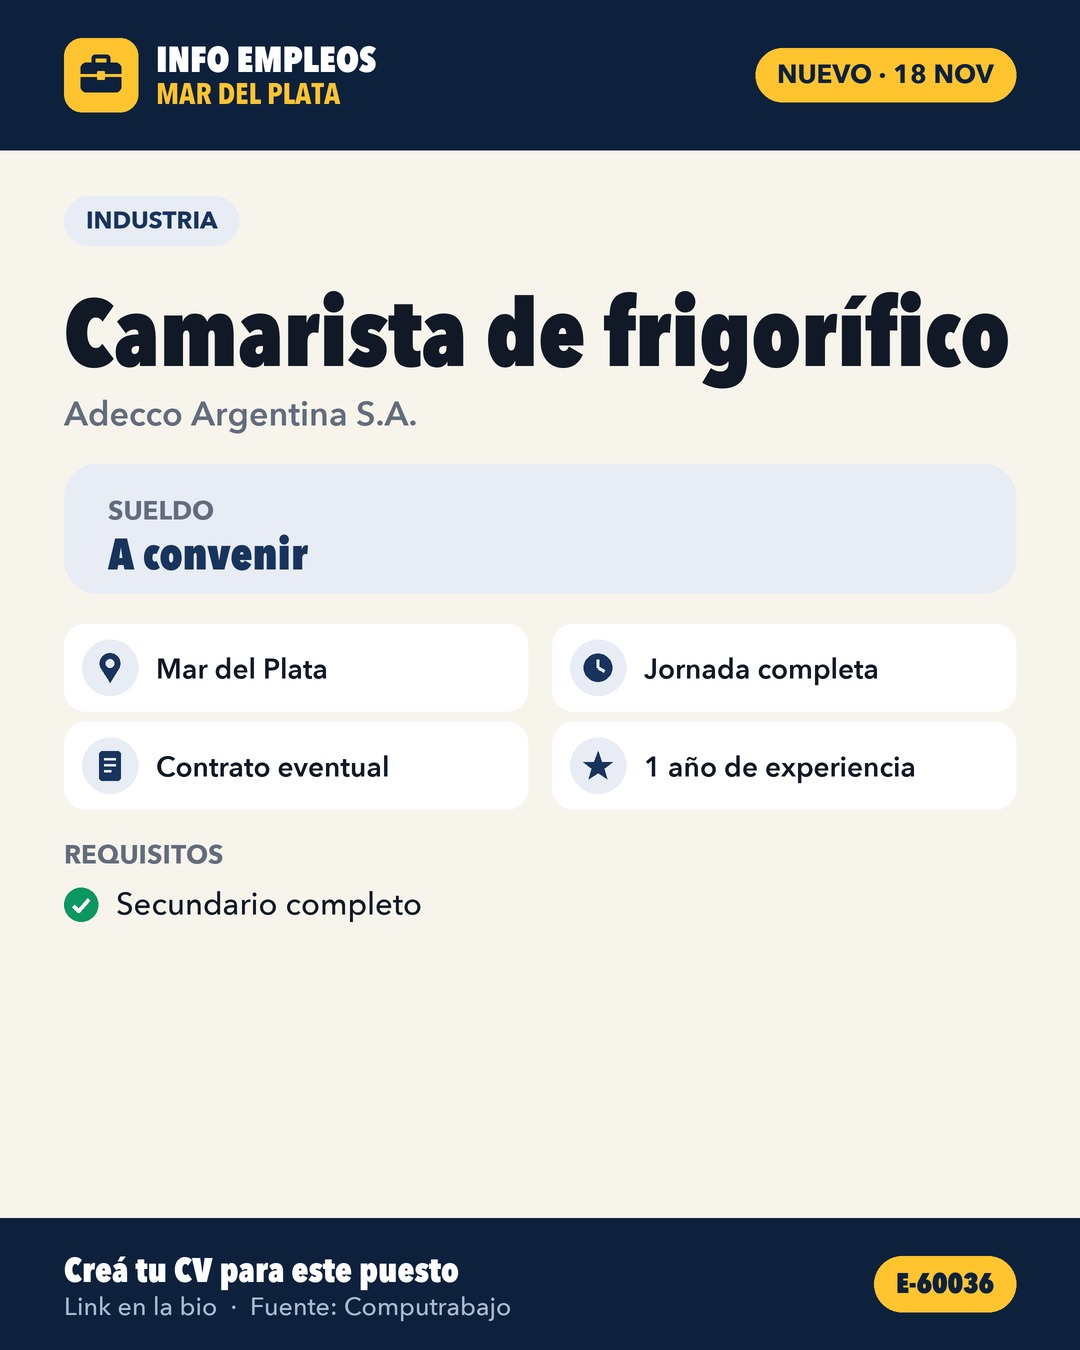 INFO EMPLEOS
MAR DEL PLATA
NUEVO · 18 NOV
INDUSTRIA
Camarista de frigorífico
Adecco Argentina S.A.
SUELDO
A convenir
Mar del Plata
Jornada completa
Contrato eventual
1 año de experiencia
REQUISITOS
Secundario completo
Creá tu CV para este puesto
Link en la bio · Fuente: Computrabajo
E-60036